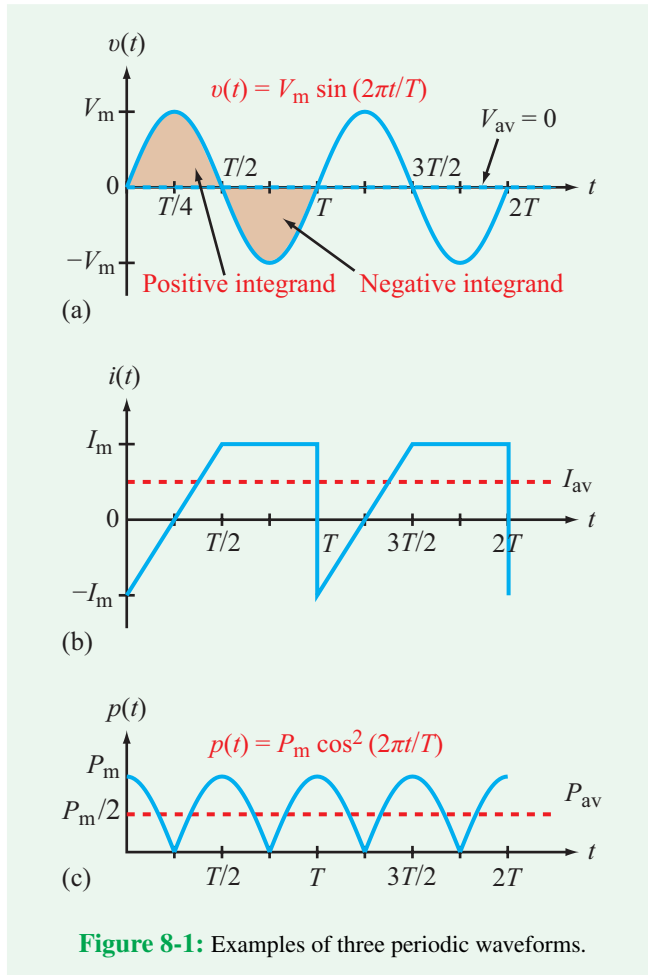 υ(t)
υ(t) = Vm sin (2πt/T)
Vm
Vav = 0
T/2
3T/2
0
t
T/4
T
2T
−Vm
Positive integrand
Negative integrand
(a)
i(t)
Im
Iav
0
t
T/2
T
3T/2
2T
−Im
(b)
p(t)
p(t) = Pm cos² (2πt/T)
Pm
Pav
Pm/2
t
(c)
T/2
T
3T/2
2T
Figure 8-1: Examples of three periodic waveforms.